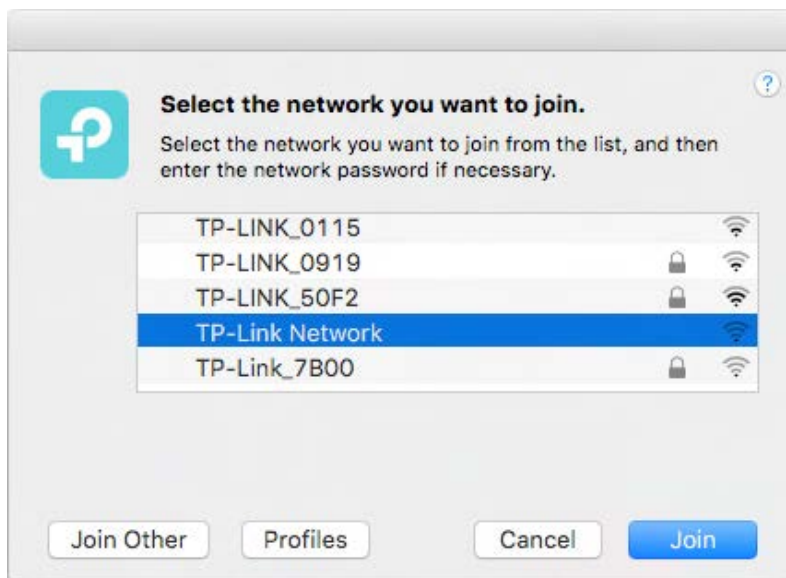 ?
Select the network you want to join.
Select the network you want to join from the list, and then
enter the network password if necessary.
TP-LINK_0115
TP-LINK_0919
TP-LINK_50F2
TP-Link Network
TP-Link_7B00
Join Other Profiles Cancel Join